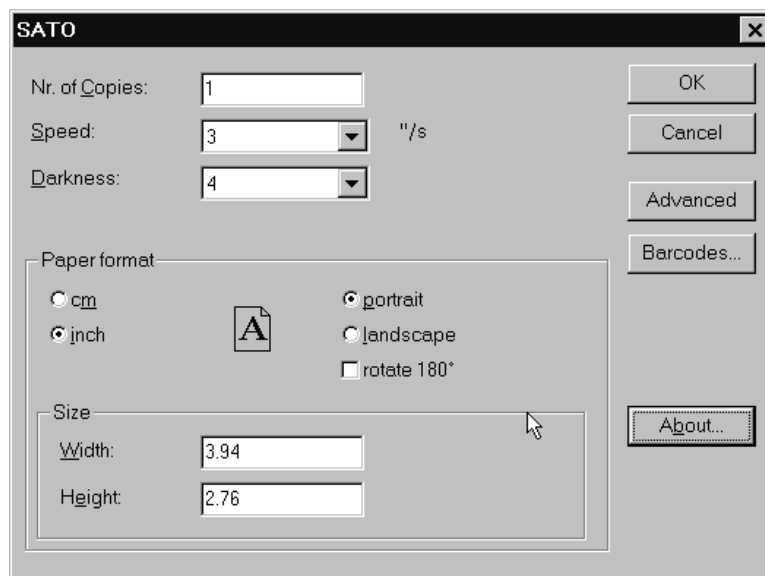 SATO
Nr. of Copies: 1
Speed: 3 "/s
Darkness: 4
OK
Cancel
Advanced
Barcodes...
Paper format
cm
inch
A
portrait
landscape
rotate 180°
Size
Width: 3.94
Height: 2.76
About...